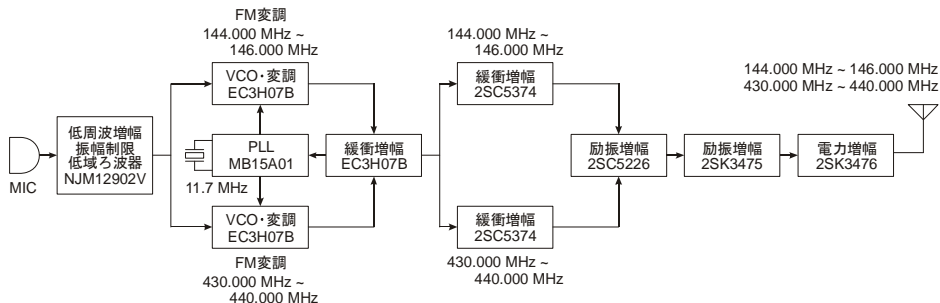 FM変調
144.000 MHz ~
146.000 MHz
VCO・変調
EC3H07B
MIC
低周波増幅
振幅制限
低域ろ波器
NJM12902V
PLL
MB15A01
11.7 MHz
VCO・変調
EC3H07B
FM変調
430.000 MHz ~
440.000 MHz
緩衝増幅
EC3H07B
144.000 MHz ~
146.000 MHz
緩衝増幅
2SC5374
緩衝増幅
2SC5374
430.000 MHz ~
440.000 MHz
励振増幅
2SC5226
励振増幅
2SK3475
電力増幅
2SK3476
144.000 MHz ~ 146.000 MHz
430.000 MHz ~ 440.000 MHz